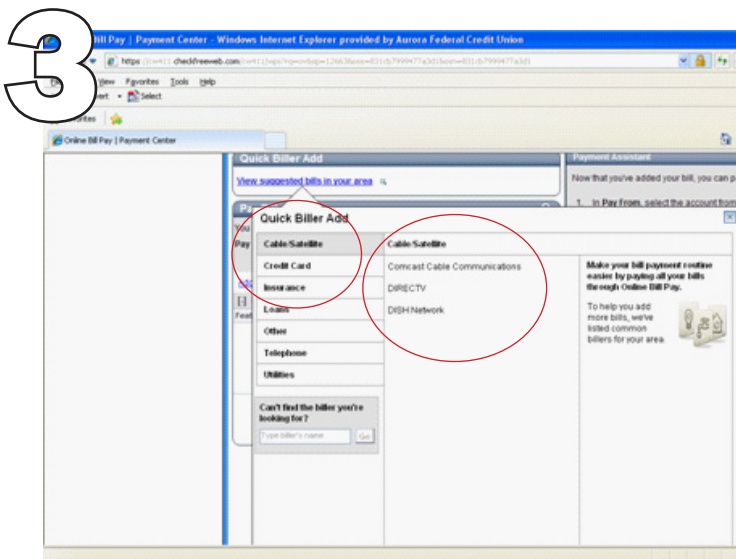 3
Bill Pay | Payment Center - Windows Internet Explorer provided by Aurora Federal Credit Union
https checkfreeweb.com
View Favorites Tools Help
Select
Online Bill Pay | Payment Center
Quick Biller Add
View suggested bills in your area
Payment Assistant
Now that you've added your bill, you can p
1. In Pay From, select the account from
Quick Biller Add
You
Pay
Cable/Satellite
Credit Card
Insurance
Loans
Other
Telephone
Utilities
Can't find the biller you're
looking for?
Type biller's name
Go
Cable/Satellite
Comcast Cable Communications
DIRECTV
DISH Network
Make your bill payment routine
easier by paying all your bills
through Online Bill Pay.
To help you add
more bills, we've
listed common
billers for your area.